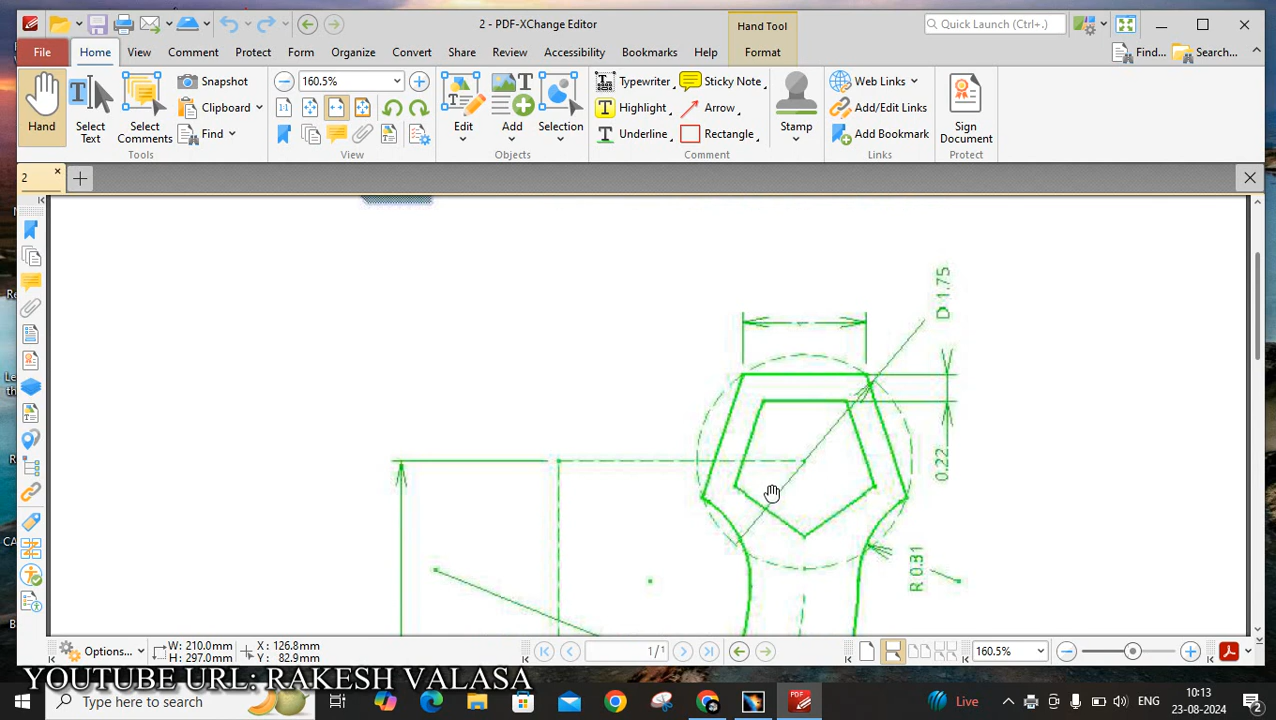 2 - PDF-XChange Editor
Hand Tool
Quick Launch (Ctrl+.)
File Home View Comment Protect Form Organize Convert Share Review Accessibility Bookmarks Help Format
Find... Search...
Hand
Select Text
Select Comments
Snapshot
Clipboard
Find
Tools
160.5%
View
Edit
Add
Selection
Objects
Typewriter
Highlight
Underline
Sticky Note
Arrow
Rectangle
Stamp
Comment
Web Links
Add/Edit Links
Add Bookmark
Links
Sign Document
Protect
2
D 1.75
0.22
R 0.31
Options...
W: 210.0mm
H: 297.0mm
X: 126.8mm
Y: 82.9mm
1/1
160.5%
YOUTUBE URL: RAKESH VALASA
Type here to search
Live
ENG
10:13
23-08-2024
2